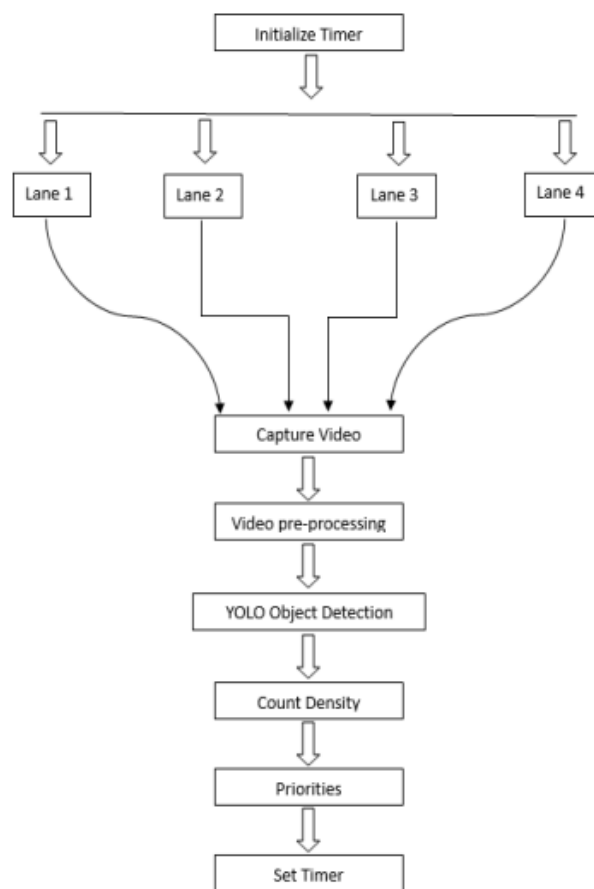 Initialize Timer
Lane 1
Lane 2
Lane 3
Lane 4
Capture Video
Video pre-processing
YOLO Object Detection
Count Density
Priorities
Set Timer